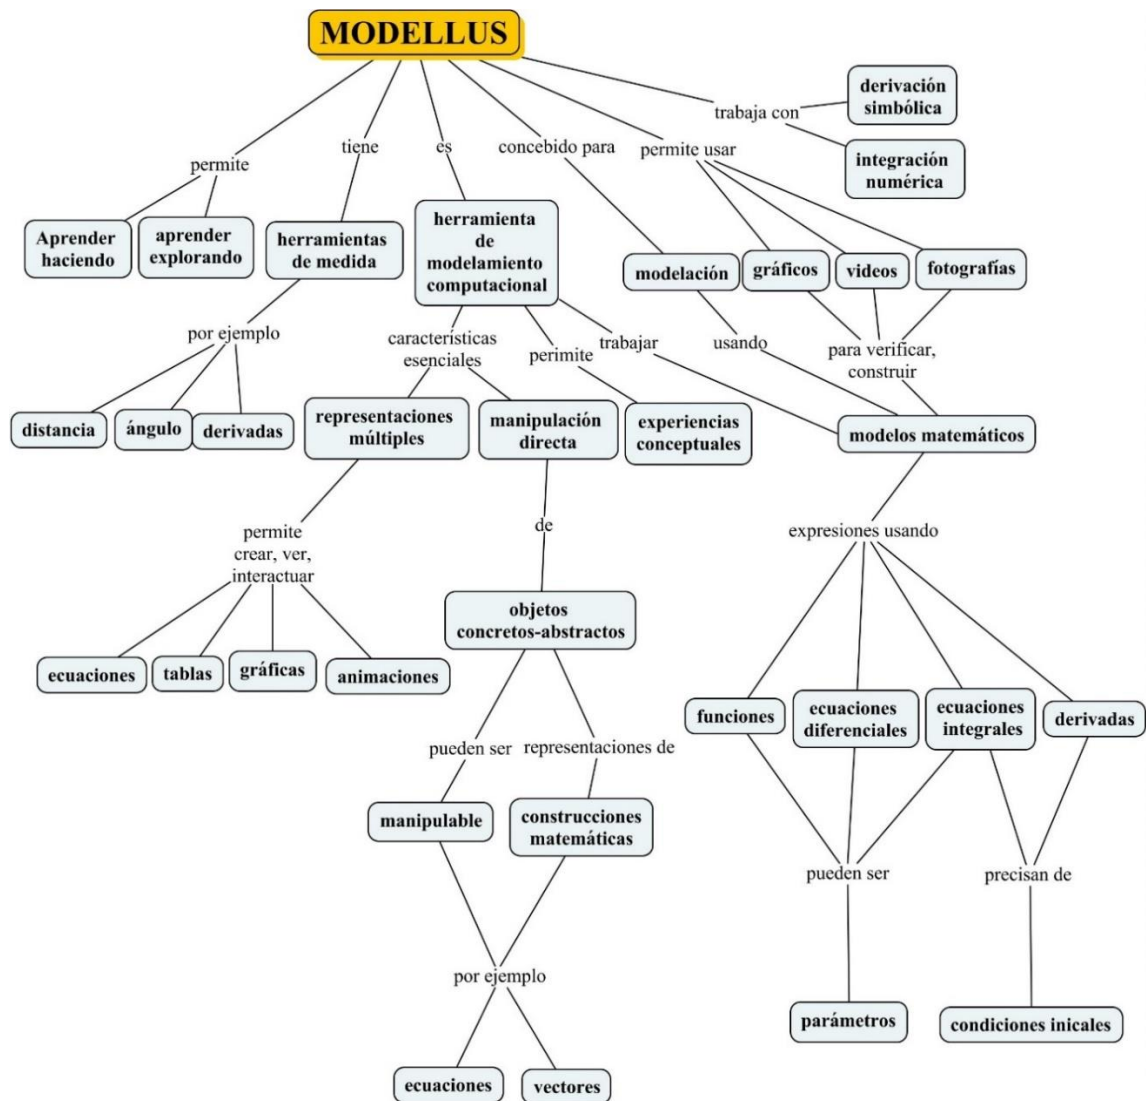 MODELLUS
derivación
simbólica
trabaja con
integración
numérica
permite
tiene
es
concebido para
permite usar
Aprender
haciendo
aprender
explorando
herramientas
de medida
herramienta
de
modelamiento
computacional
modelación
gráficos
videos
fotografías
por ejemplo
características
esenciales
perimite
trabajar
usando
para verificar,
construir
distancia
ángulo
derivadas
representaciones
múltiples
manipulación
directa
experiencias
conceptuales
modelos matemáticos
permite
crear, ver,
interactuar
de
expresiones usando
objetos
concretos-abstractos
ecuaciones
tablas
gráficas
animaciones
funciones
ecuaciones
diferenciales
ecuaciones
integrales
derivadas
pueden ser
representaciones de
manipulable
construcciones
matemáticas
pueden ser
precisan de
por ejemplo
parámetros
condiciones inicales
ecuaciones
vectores